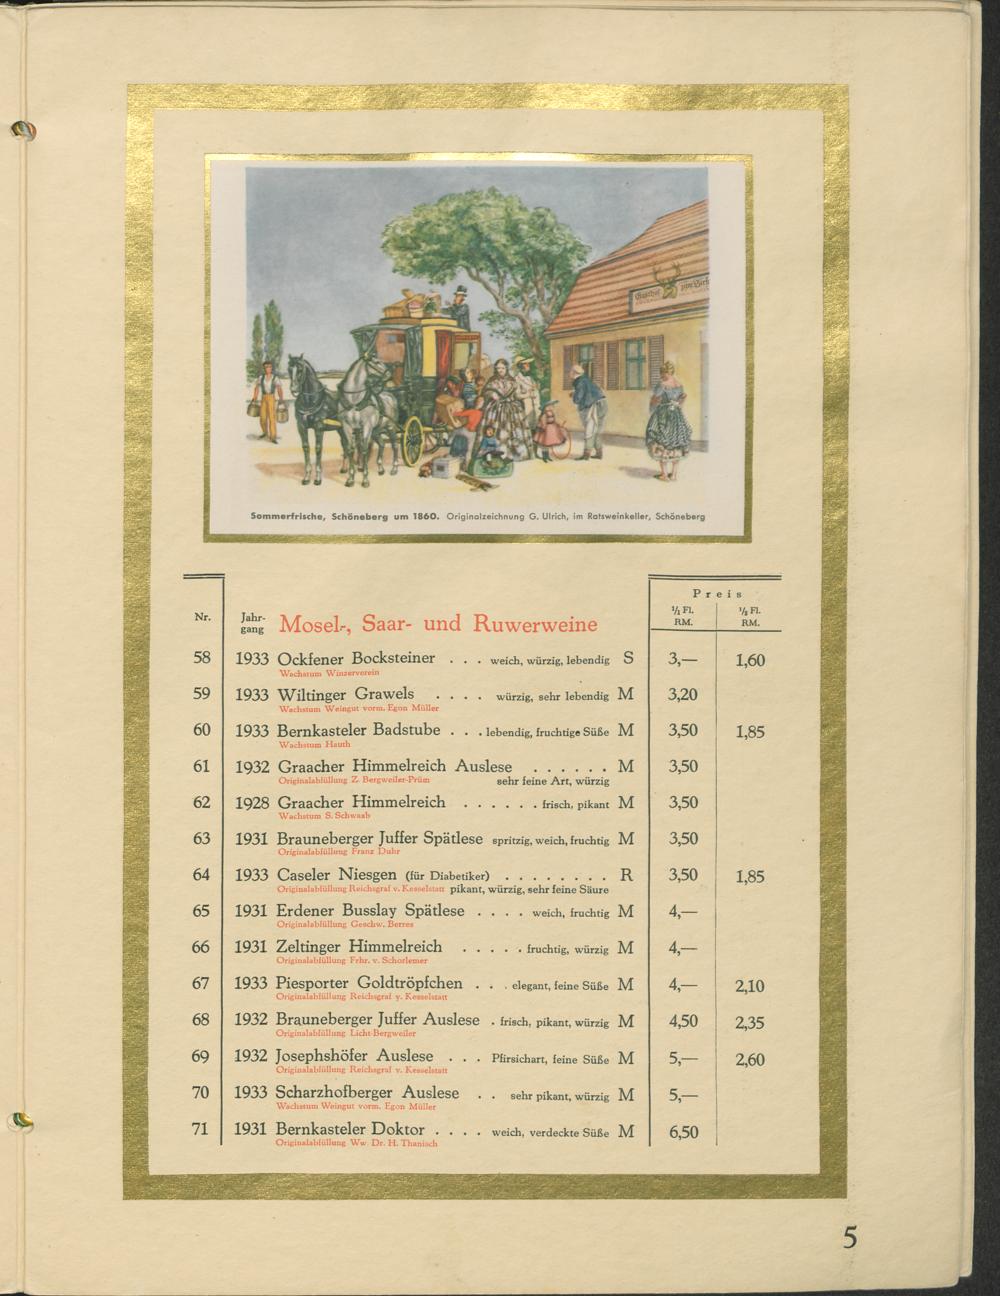 Gasthof zum Hirsch
Sommerfrische, Schöneberg um 1860. Originalzeichnung G. Ulrich, im Ratsweinkeller, Schöneberg
Preis
Nr. Jahr-gang Mosel-, Saar- und Ruwerweine 1/1 Fl. RM. 1/2 Fl. RM.
58 1933 Ockfener Bocksteiner . . . weich, würzig, lebendig S 3,— 1,60
Wachstum Winzerverein
59 1933 Wiltinger Grawels . . . . würzig, sehr lebendig M 3,20
Wachstum Weingut vorm. Egon Müller
60 1933 Bernkasteler Badstube . . . lebendig, fruchtige Süße M 3,50 1,85
Wachstum Hauth
61 1932 Graacher Himmelreich Auslese . . . . . . M 3,50
Originalabfüllung Z. Bergweiler-Prüm sehr feine Art, würzig
62 1928 Graacher Himmelreich . . . . . . frisch, pikant M 3,50
Wachstum S. Schwaab
63 1931 Brauneberger Juffer Spätlese spritzig, weich, fruchtig M 3,50
Originalabfüllung Franz Duhr
64 1933 Caseler Niesgen (für Diabetiker) . . . . . . . . R 3,50 1,85
Originalabfüllung Reichsgraf v. Kesselstatt pikant, würzig, sehr feine Säure
65 1931 Erdener Busslay Spätlese . . . . weich, fruchtig M 4,—
Originalabfüllung Geschw. Berres
66 1931 Zeltinger Himmelreich . . . . . fruchtig, würzig M 4,—
Originalabfüllung Frhr. v. Schorlemer
67 1933 Piesporter Goldtröpfchen . . . elegant, feine Süße M 4,— 2,10
Originalabfüllung Reichsgraf v. Kesselstatt
68 1932 Brauneberger Juffer Auslese . frisch, pikant, würzig M 4,50 2,35
Originalabfüllung Licht-Bergweiler
69 1932 Josephshöfer Auslese . . . Pfirsichart, feine Süße M 5,— 2,60
Originalabfüllung Reichsgraf v. Kesselstatt
70 1933 Scharzhofberger Auslese . . sehr pikant, würzig M 5,—
Wachstum Weingut vorm. Egon Müller
71 1931 Bernkasteler Doktor . . . . weich, verdeckte Süße M 6,50
Originalabfüllung Ww. Dr. H. Thanisch
5